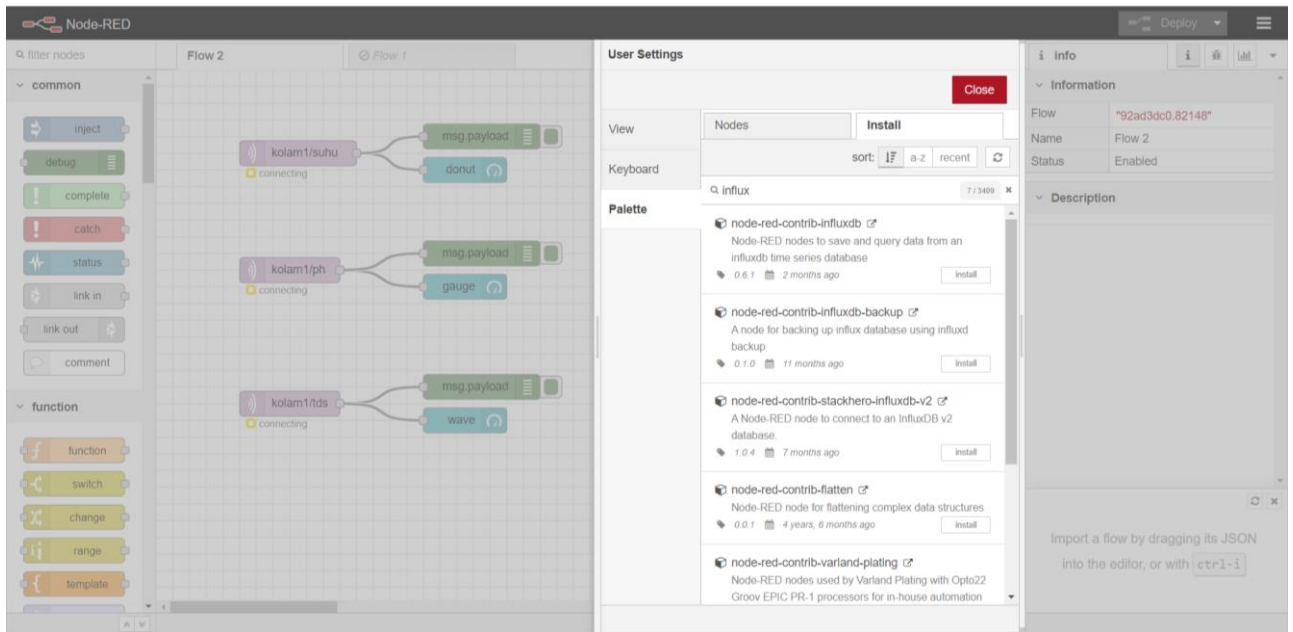 Node-RED
Deploy
filter nodes
common
inject
debug
complete
catch
status
link in
link out
comment
function
function
switch
change
range
template
Flow 2
Flow 1
kolam1/suhu
connecting
msg.payload
donut
kolam1/ph
connecting
msg.payload
gauge
kolam1/tds
connecting
msg.payload
wave
User Settings
Close
View
Keyboard
Palette
Nodes
Install
sort: a-z recent
influx
7 / 3409
node-red-contrib-influxdb
Node-RED nodes to save and query data from an
influxdb time series database
0.6.1 2 months ago install
node-red-contrib-influxdb-backup
A node for backing up influx database using influxd
backup
0.1.0 11 months ago install
node-red-contrib-stackhero-influxdb-v2
A Node-RED node to connect to an InfluxDB v2
database.
1.0.4 7 months ago install
node-red-contrib-flatten
Node-RED node for flattening complex data structures
0.0.1 4 years, 6 months ago install
node-red-contrib-varland-plating
Node-RED nodes used by Varland Plating with Opto22
Groov EPIC PR-1 processors for in-house automation
i info
i
Information
Flow "92ad3dc0.82148"
Name Flow 2
Status Enabled
Description
Import a flow by dragging its JSON
into the editor, or with ctrl-i